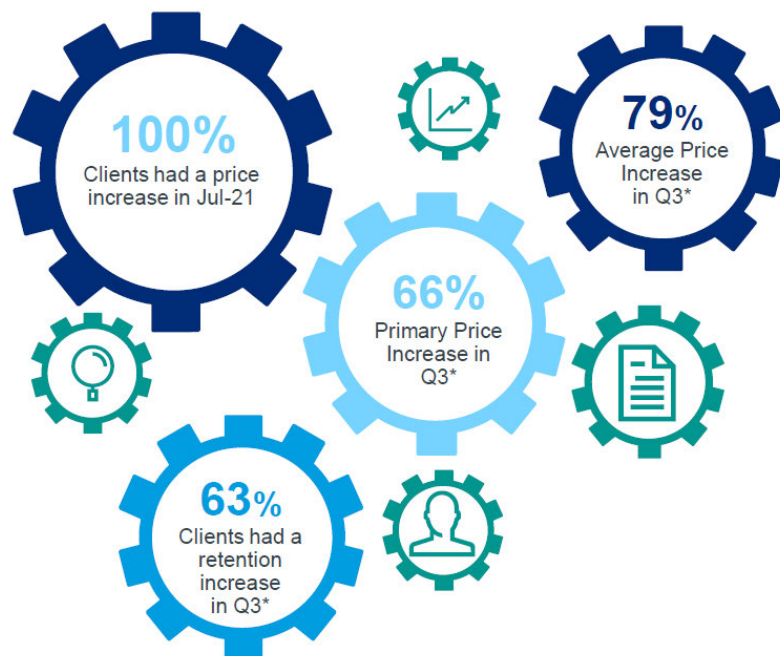 100%
Clients had a price
increase in Jul-21
79%
Average Price
Increase
in Q3*
66%
Primary Price
Increase in
Q3*
63%
Clients had a
retention
increase
in Q3*